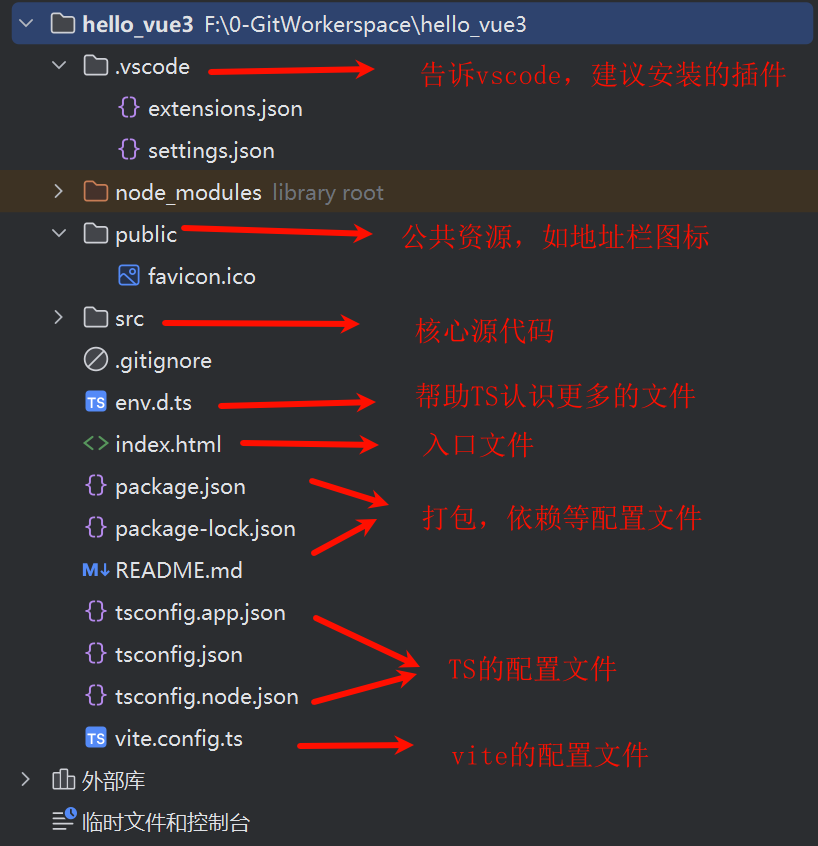 hello_vue3 F:\0-GitWorkerspace\hello_vue3
.vscode 告诉vscode，建议安装的插件
extensions.json
settings.json
node_modules library root
public 公共资源，如地址栏图标
favicon.ico
src 核心源代码
.gitignore
TS env.d.ts 帮助TS认识更多的文件
index.html 入口文件
package.json
打包，依赖等配置文件
package-lock.json
M↓ README.md
tsconfig.app.json
tsconfig.json TS的配置文件
tsconfig.node.json
TS vite.config.ts vite的配置文件
外部库
临时文件和控制台